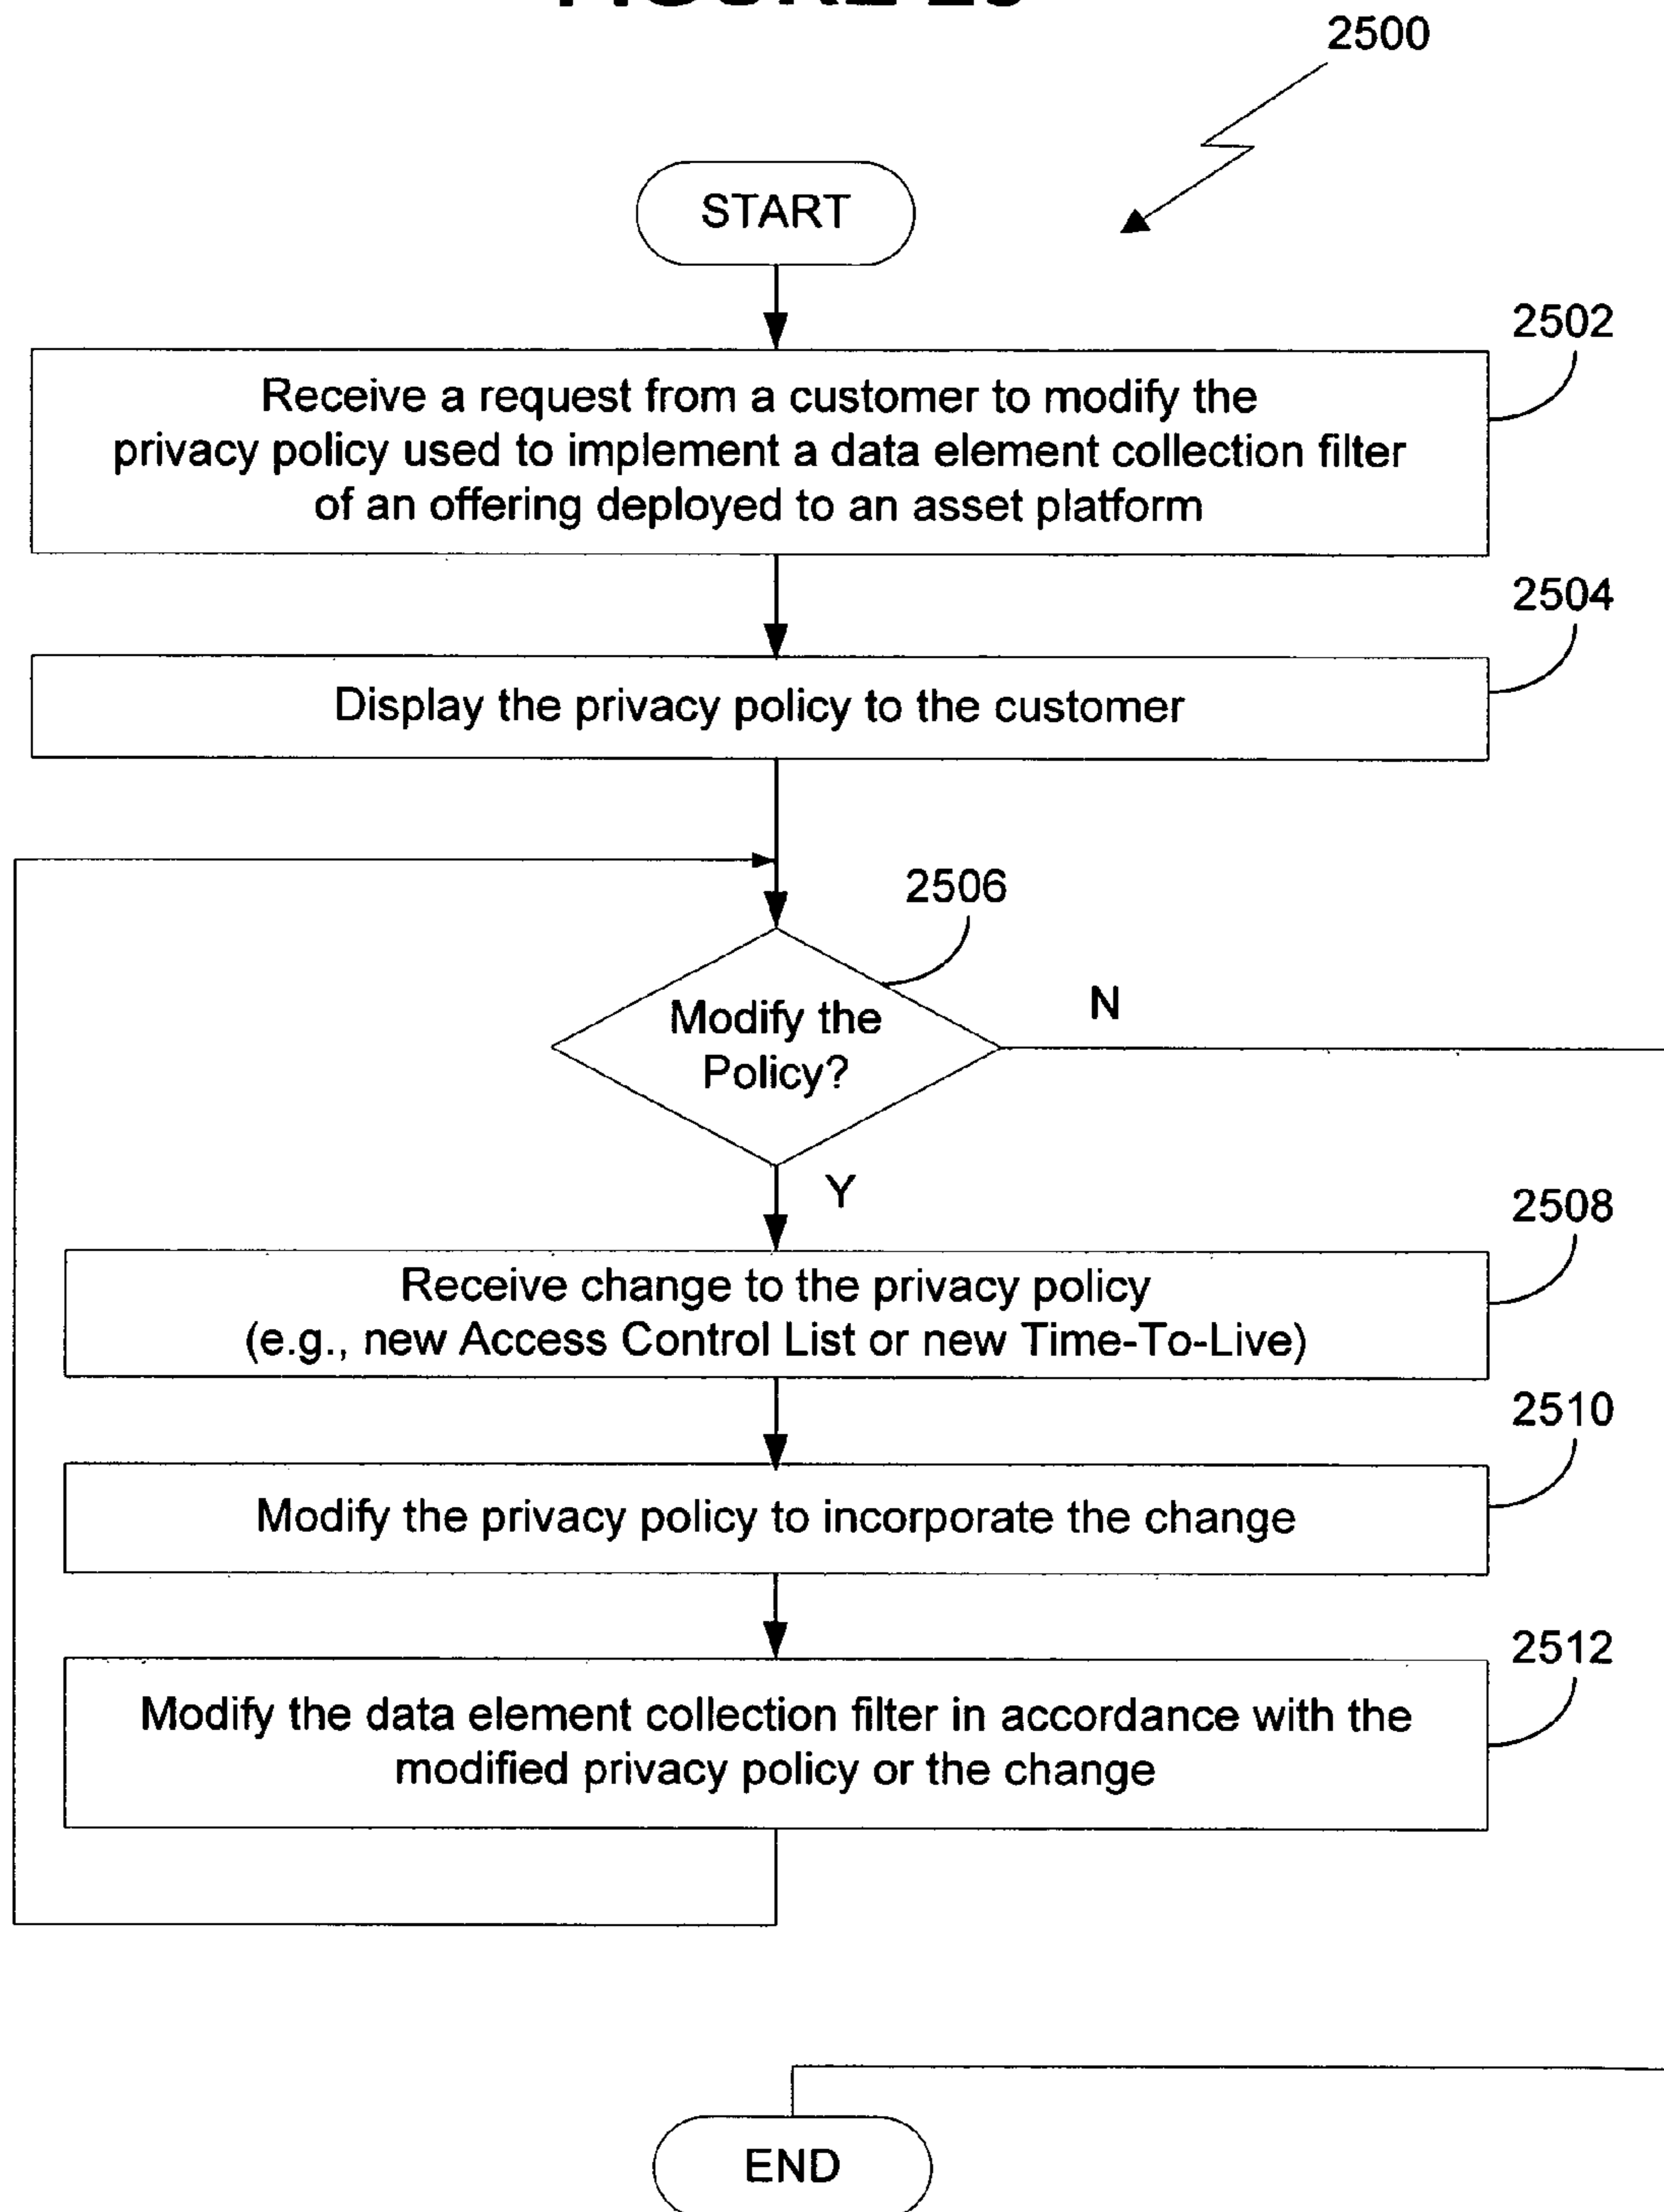 2500
START
2502
Receive a request from a customer to modify the
privacy policy used to implement a data element collection filter
of an offering deployed to an asset platform
2504
Display the privacy policy to the customer
2506
Modify the
Policy?
N
Y
2508
Receive change to the privacy policy
(e.g., new Access Control List or new Time-To-Live)
2510
Modify the privacy policy to incorporate the change
2512
Modify the data element collection filter in accordance with the
modified privacy policy or the change
END